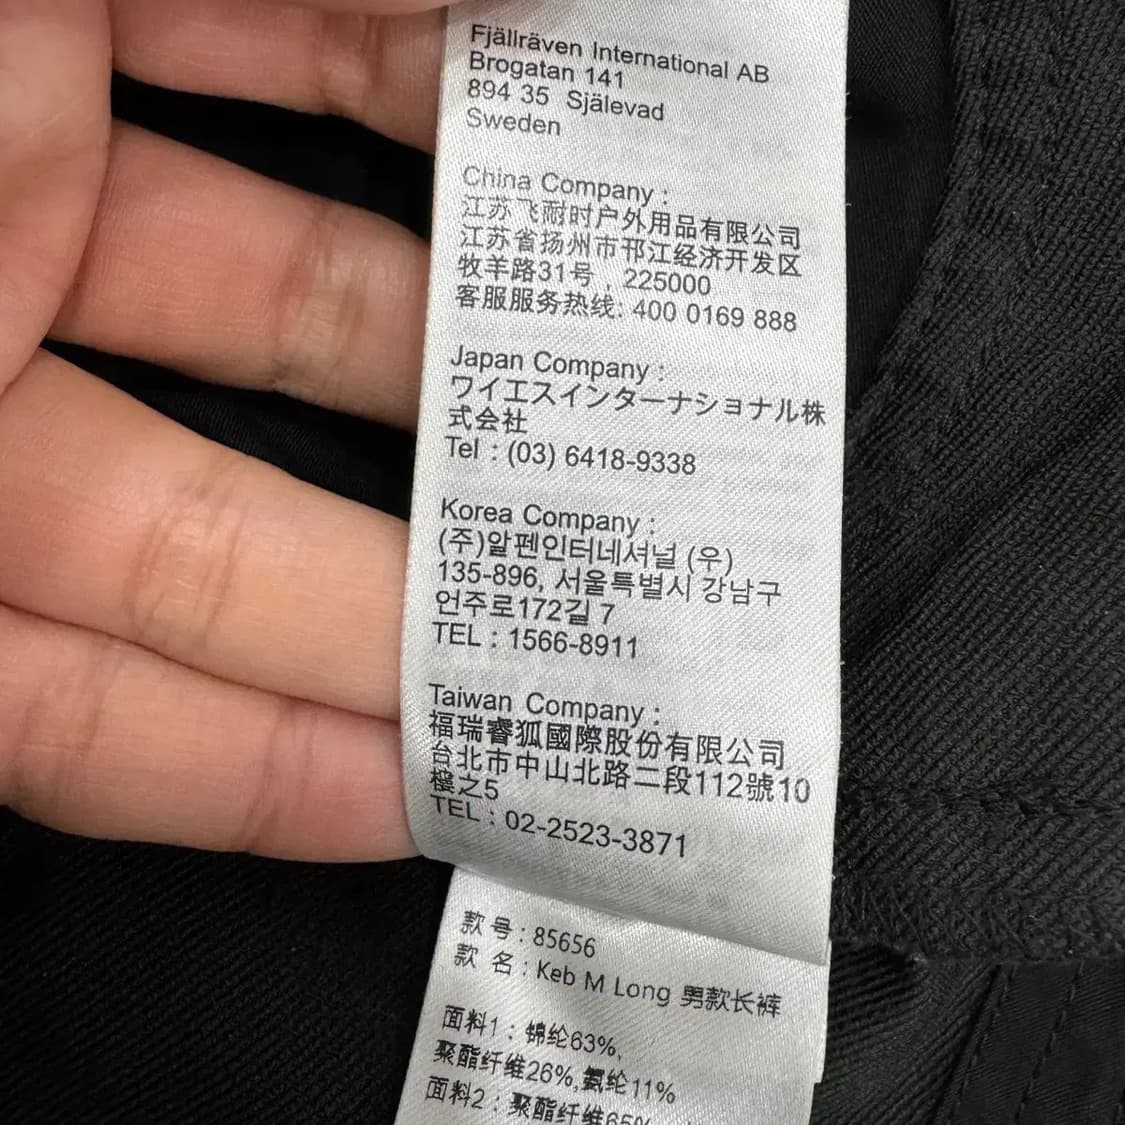 Fjällräven International AB
Brogatan 141
894 35 Själevad
Sweden
China Company :
江苏飞耐时户外用品有限公司
江苏省扬州市邗江经济开发区
牧羊路31号 , 225000
客服服务热线: 400 0169 888
Japan Company :
ワイエスインターナショナル株
式会社
Tel : (03) 6418-9338
Korea Company :
(주)알펜인터네셔널 (우)
135-896, 서울특별시 강남구
언주로172길 7
TEL : 1566-8911
Taiwan Company :
福瑞睿狐國際股份有限公司
台北市中山北路二段112號10
樓之5
TEL : 02-2523-3871
款 号 : 85656
款 名 : Keb M Long 男款长裤
面料1 : 锦纶63%,
聚酯纤维26%,氨纶11%
面料2 : 聚酯纤维65%